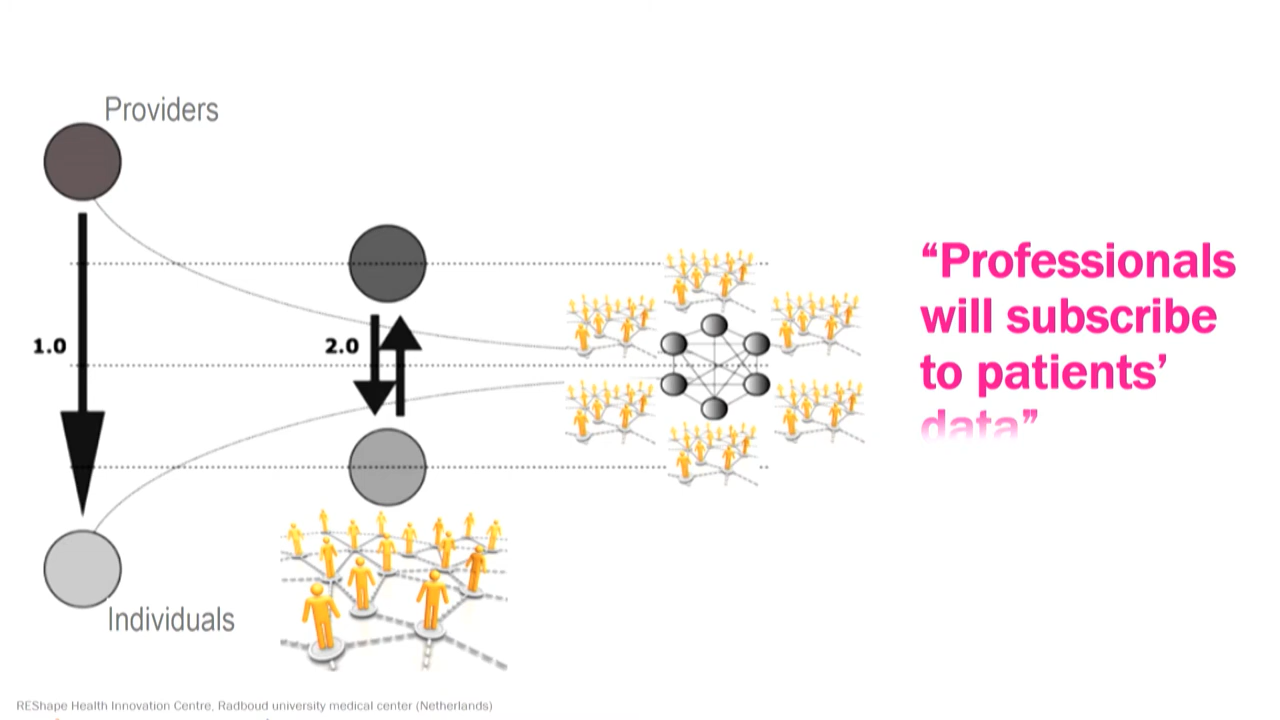 Providers
1.0
2.0
Individuals
“Professionals
will subscribe
to patients’
data”
REShape Health Innovation Centre, Radboud university medical center (Netherlands)